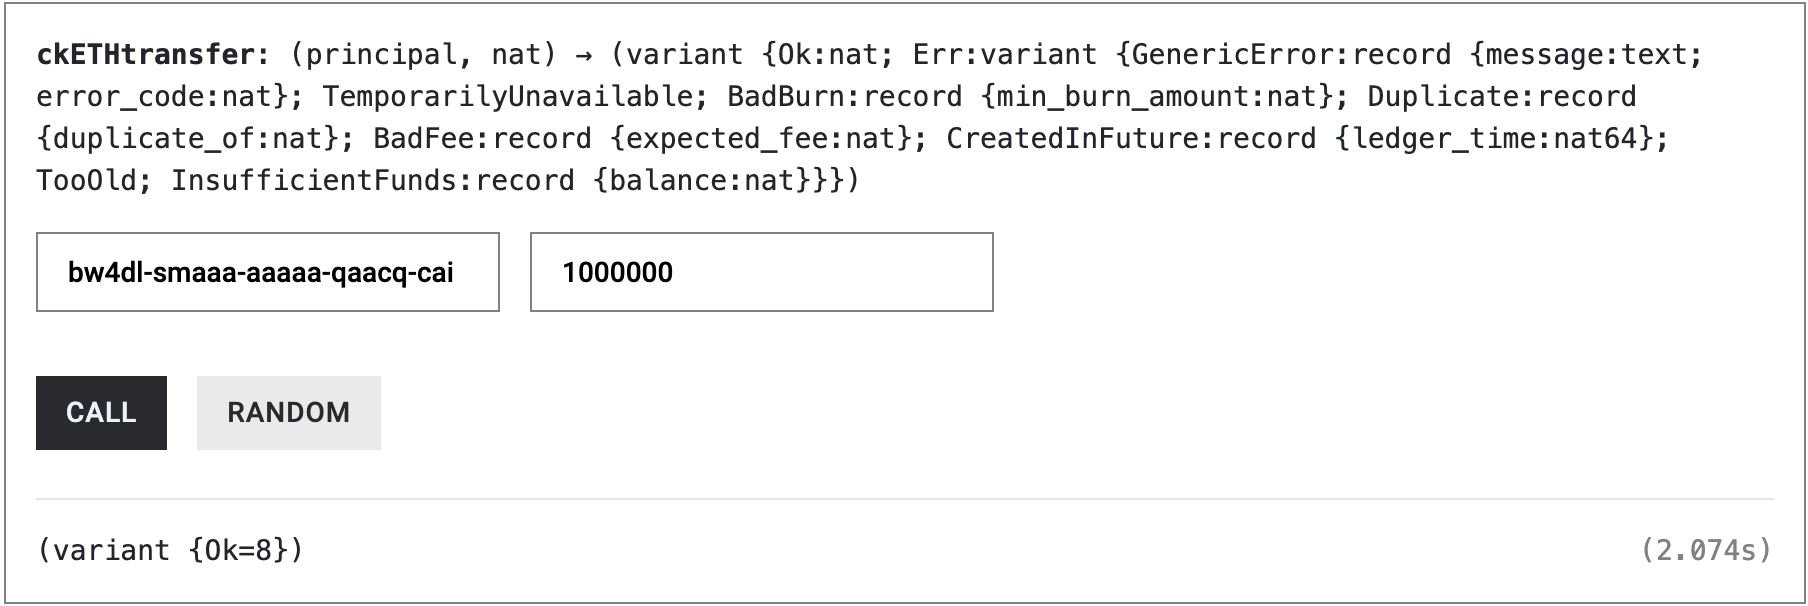 ckETHtransfer: (principal, nat) → (variant {Ok:nat; Err:variant {GenericError:record {message:text;
error_code:nat}; TemporarilyUnavailable; BadBurn:record {min_burn_amount:nat}; Duplicate:record
{duplicate_of:nat}; BadFee:record {expected_fee:nat}; CreatedInFuture:record {ledger_time:nat64};
TooOld; InsufficientFunds:record {balance:nat}}})
bw4dl-smaaa-aaaaa-qaacq-cai 1000000
CALL RANDOM
(variant {Ok=8}) (2.074s)